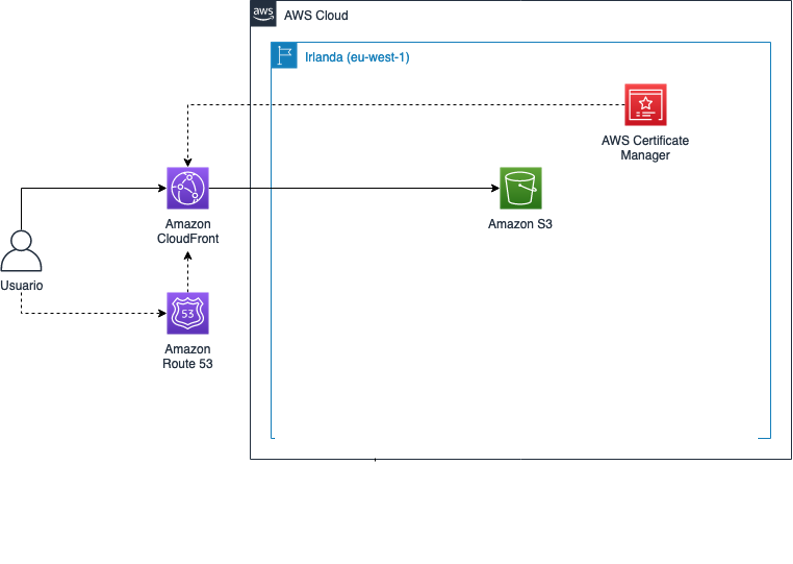 aws
AWS Cloud
Irlanda (eu-west-1)
AWS Certificate
Manager
Amazon
CloudFront
Amazon S3
Usuario
53
Amazon
Route 53